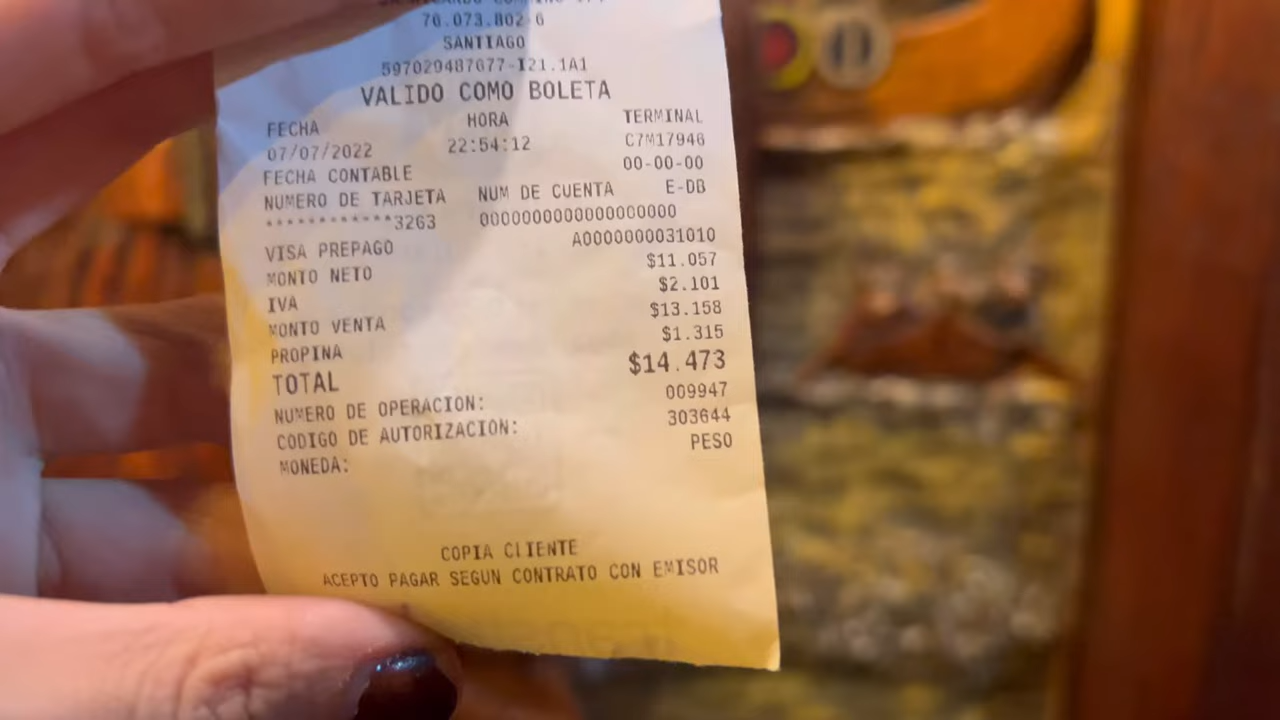 76.073.802-6
SANTIAGO
597029487677-I21.1A1
VALIDO COMO BOLETA
FECHA HORA TERMINAL
07/07/2022 22:54:12 C7M17946
FECHA CONTABLE 00-00-00
NUMERO DE TARJETA NUM DE CUENTA E-DB
************3263 0000000000000000000
VISA PREPAGO A0000000031010
MONTO NETO $11.057
IVA $2.101
MONTO VENTA $13.158
PROPINA $1.315
TOTAL $14.473
NUMERO DE OPERACION: 009947
CODIGO DE AUTORIZACION: 303644
MONEDA: PESO
COPIA CLIENTE
ACEPTO PAGAR SEGUN CONTRATO CON EMISOR